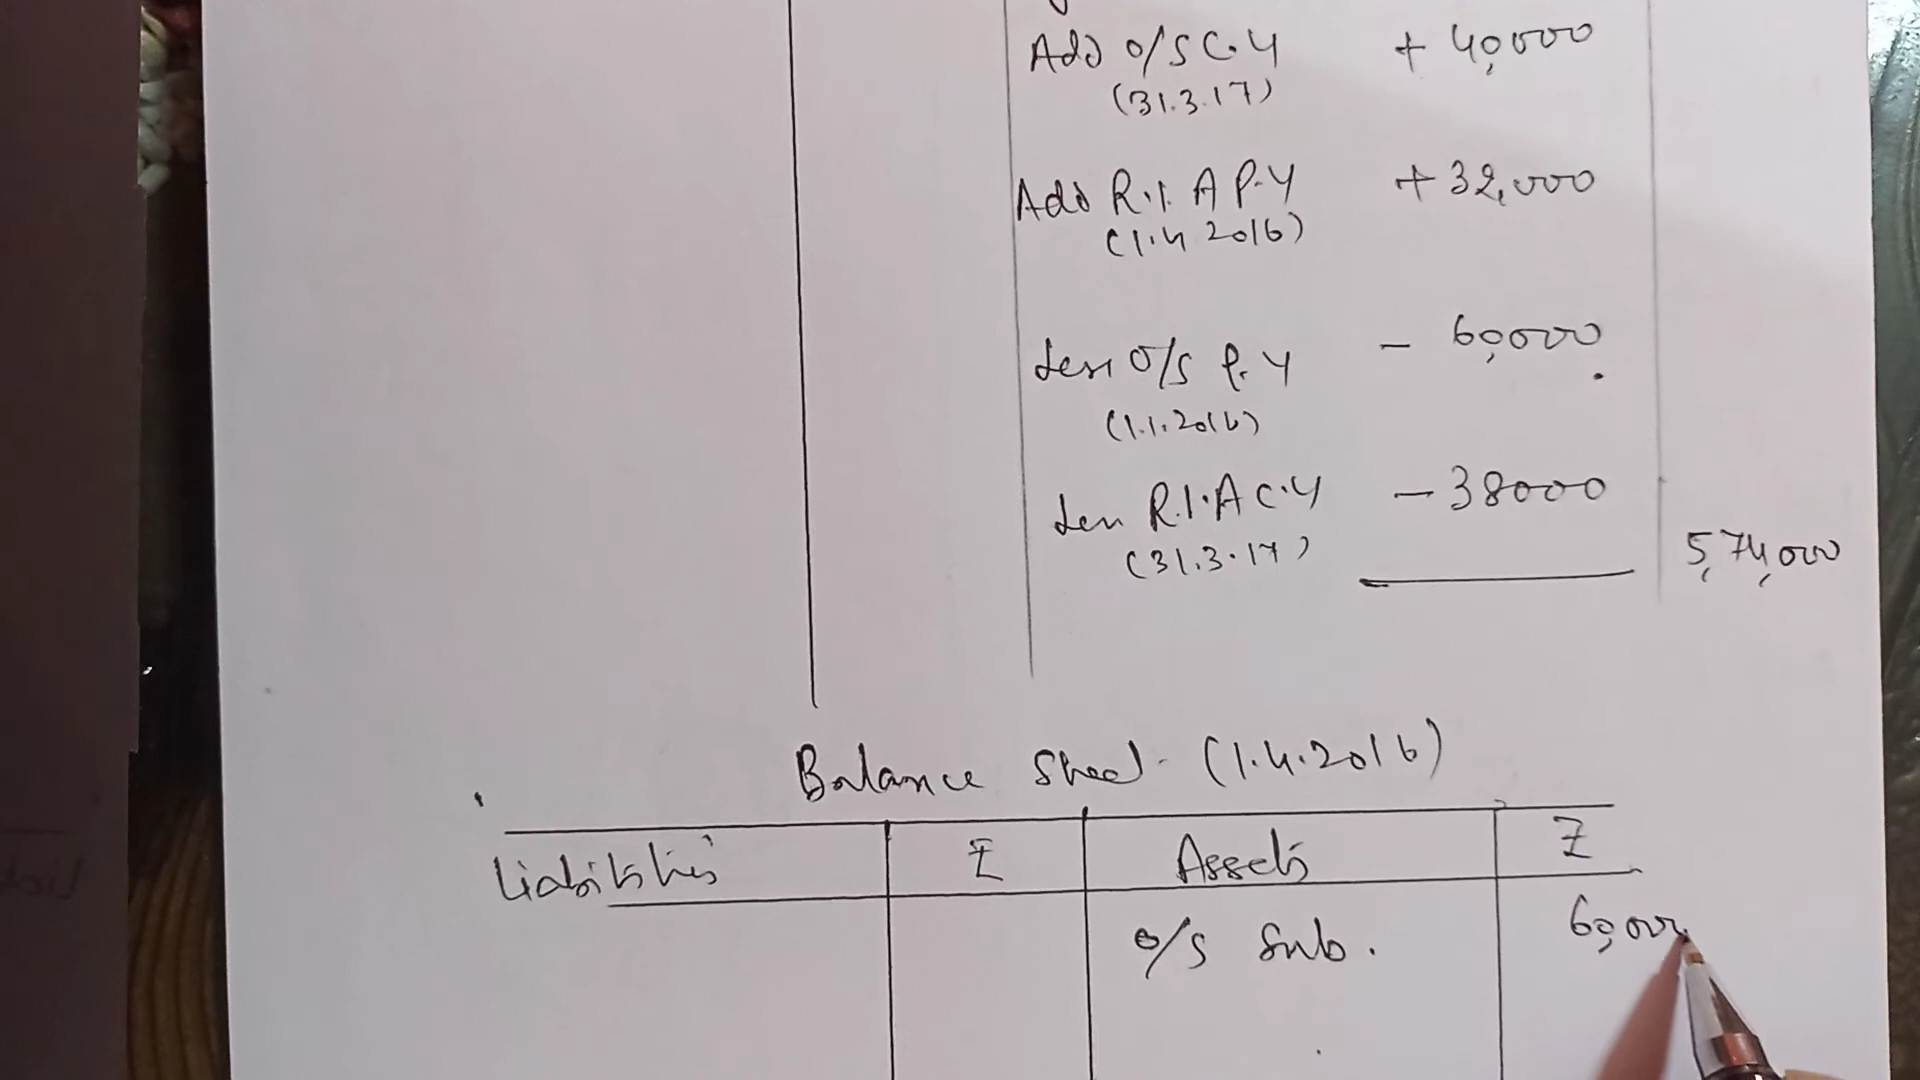 Add O/S C.Y + 40,000
(31.3.17)
Add R.I. A P.Y + 32,000
(1.4 2016)
Less O/S P.Y - 60,000
(1.1.2016)
Less R.I.A C.Y - 38000
(31.3.17)
5,74,000
Balance Sheet (1.4.2016)
Liabilities ₹ Assets ₹
O/S Sub. 60,000